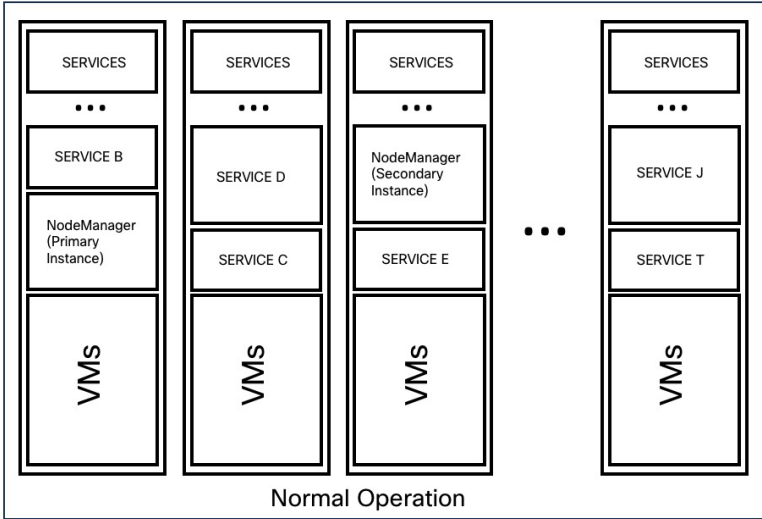 SERVICES
...
SERVICE B
NodeManager
(Primary
Instance)
VMs
SERVICES
...
SERVICE D
SERVICE C
VMs
SERVICES
...
NodeManager
(Secondary
Instance)
SERVICE E
VMs
...
SERVICES
...
SERVICE J
SERVICE T
VMs
Normal Operation